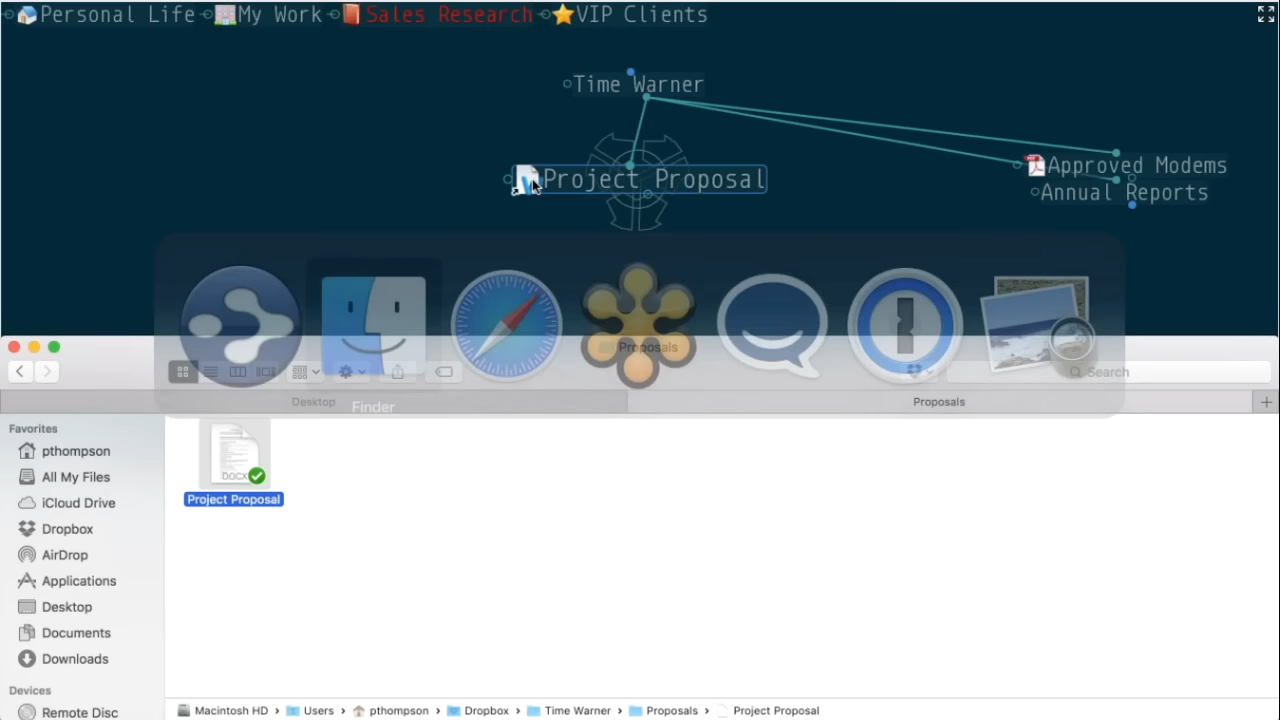 Personal Life My Work Sales Research VIP Clients
Time Warner
Approved Modems
Project Proposal
Annual Reports
Proposals
Search
Desktop Finder Proposals
Favorites
pthompson
All My Files
iCloud Drive
Dropbox
AirDrop
Applications
Desktop
Documents
Downloads
Devices
Remote Disc
DOCX
Project Proposal
Macintosh HD › Users › pthompson › Dropbox › Time Warner › Proposals › Project Proposal